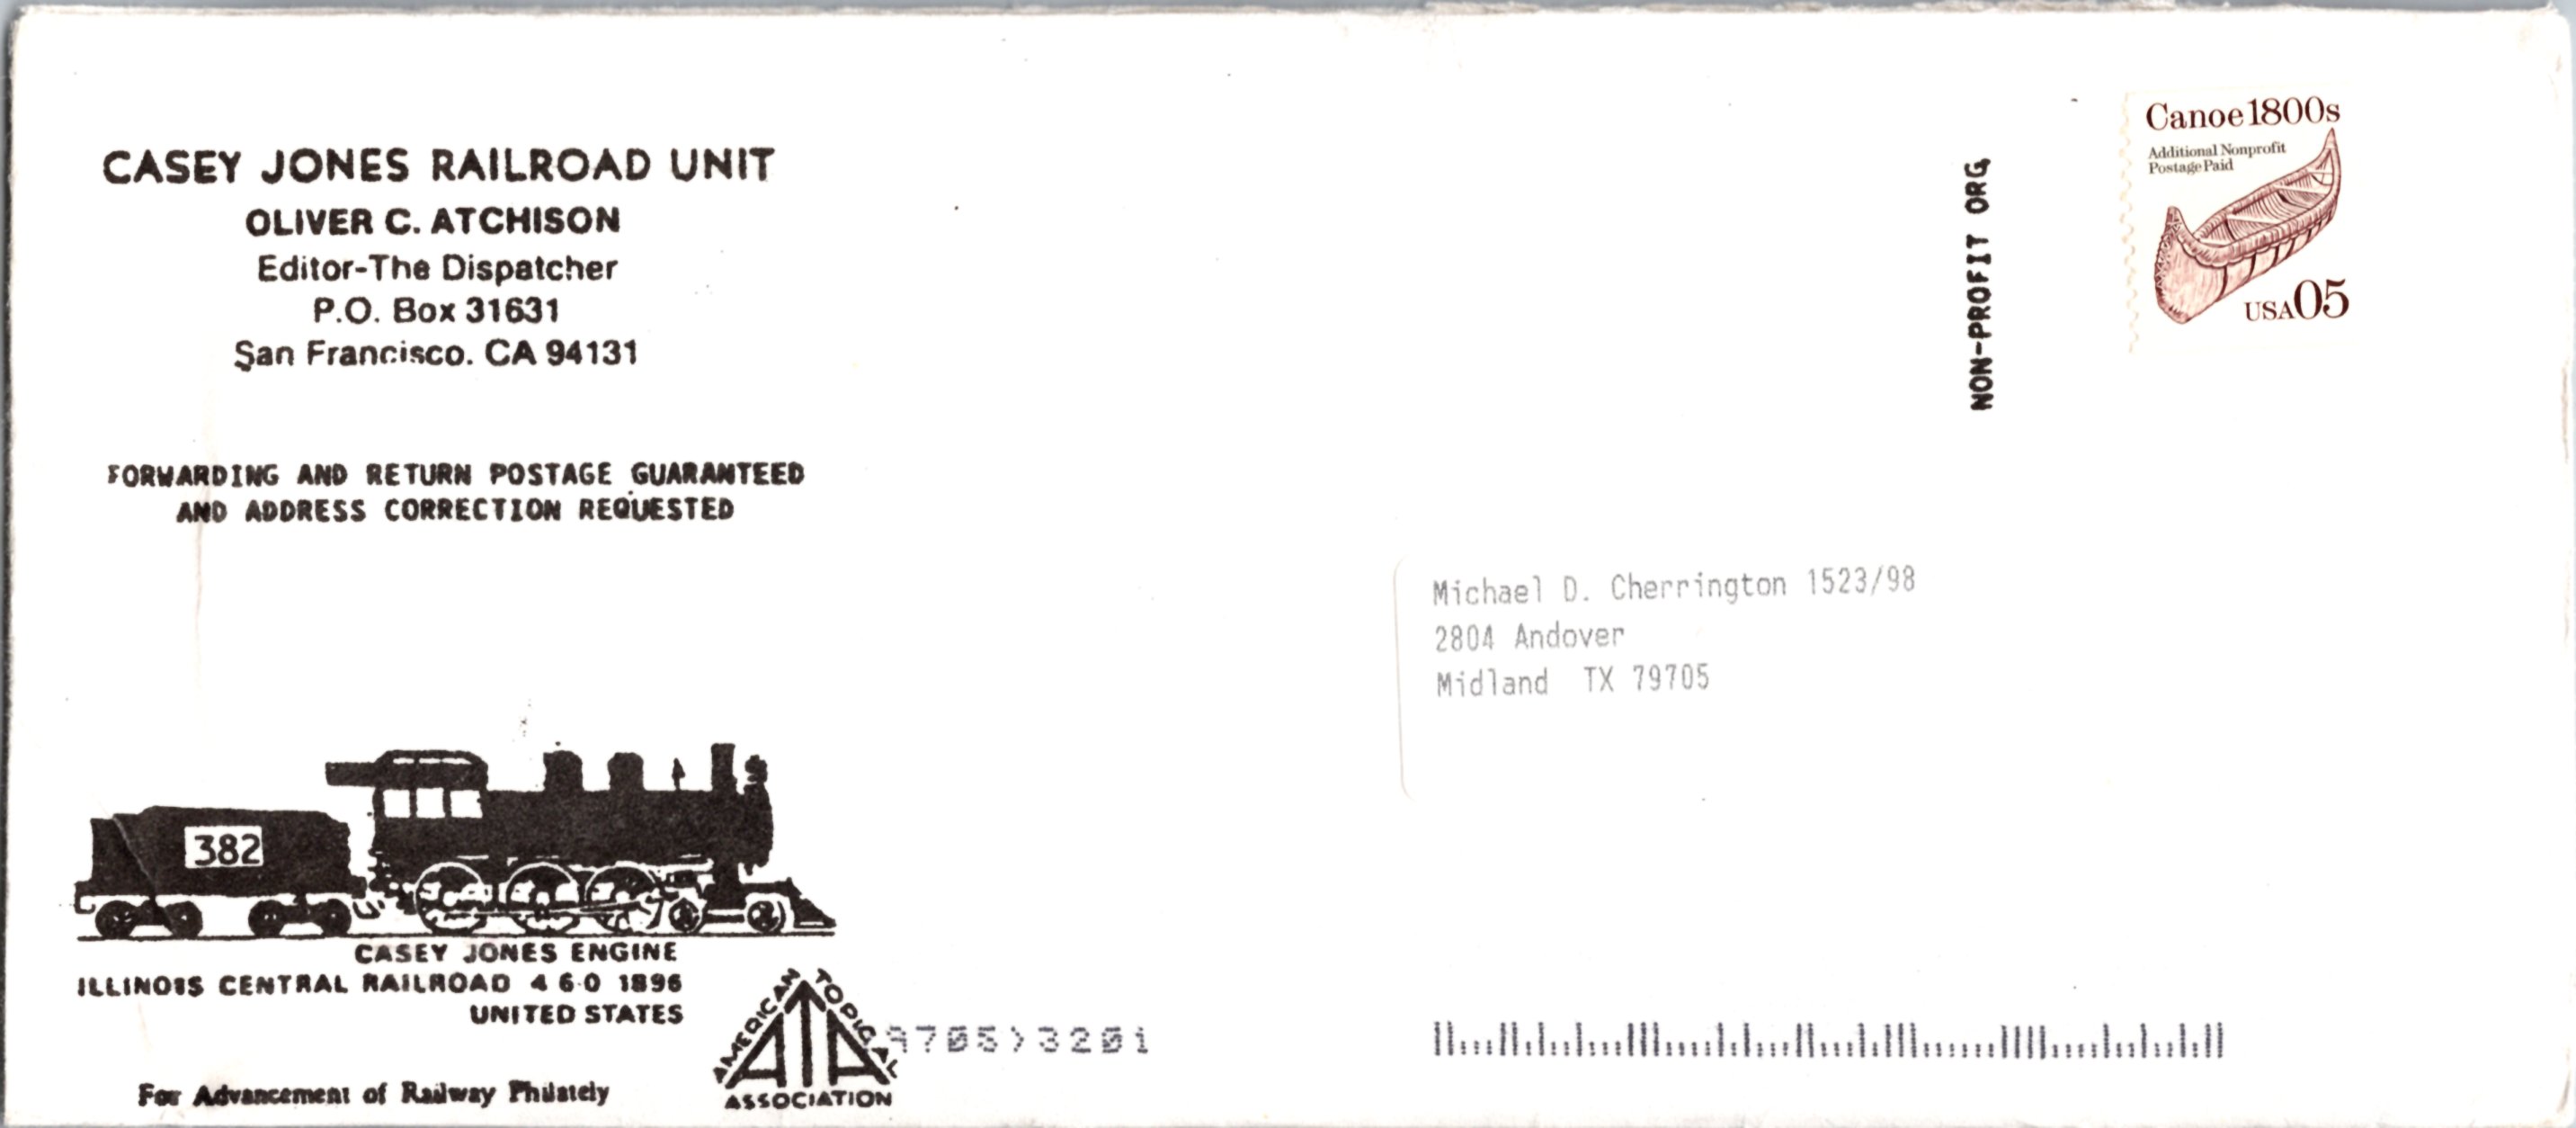 CASEY JONES RAILROAD UNIT
OLIVER C. ATCHISON
Editor-The Dispatcher
P.O. Box 31631
San Francisco. CA 94131
FORWARDING AND RETURN POSTAGE GUARANTEED
AND ADDRESS CORRECTION REQUESTED
NON-PROFIT ORG
Canoe 1800s
Additional Nonprofit
Postage Paid
USA 05
Michael D. Cherrington 1523/98
2804 Andover
Midland TX 79705
382
CASEY JONES ENGINE
ILLINOIS CENTRAL RAILROAD 4 6-0 1896
UNITED STATES
For Advancement of Railway Philately
AMERICAN TOPICAL
ATA
ASSOCIATION
9705>3201